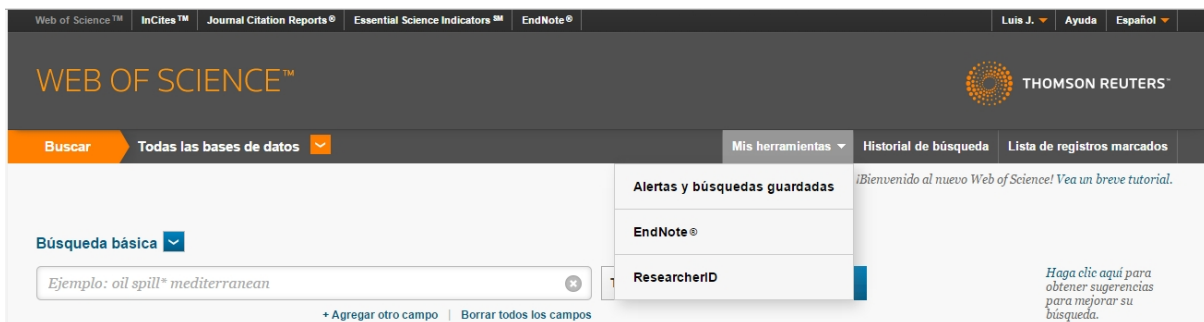 Web of Science™ InCites™ Journal Citation Reports® Essential Science Indicators℠ EndNote® Luis J. Ayuda Español
WEB OF SCIENCE™
THOMSON REUTERS™
Buscar Todas las bases de datos Mis herramientas Historial de búsqueda Lista de registros marcados
Alertas y búsquedas guardadas
¡Bienvenido al nuevo Web of Science! Vea un breve tutorial.
EndNote®
Búsqueda básica
Ejemplo: oil spill* mediterranean
ResearcherID
Haga clic aquí para
obtener sugerencias
para mejorar su
búsqueda.
+ Agregar otro campo | Borrar todos los campos